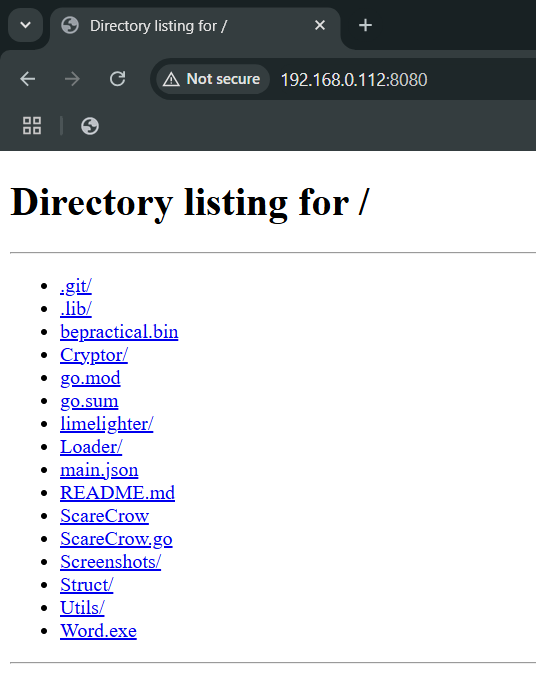 Directory listing for /
Not secure
192.168.0.112:8080
Directory listing for /
.git/
.lib/
bepractical.bin
Cryptor/
go.mod
go.sum
limelighter/
Loader/
main.json
README.md
ScareCrow
ScareCrow.go
Screenshots/
Struct/
Utils/
Word.exe